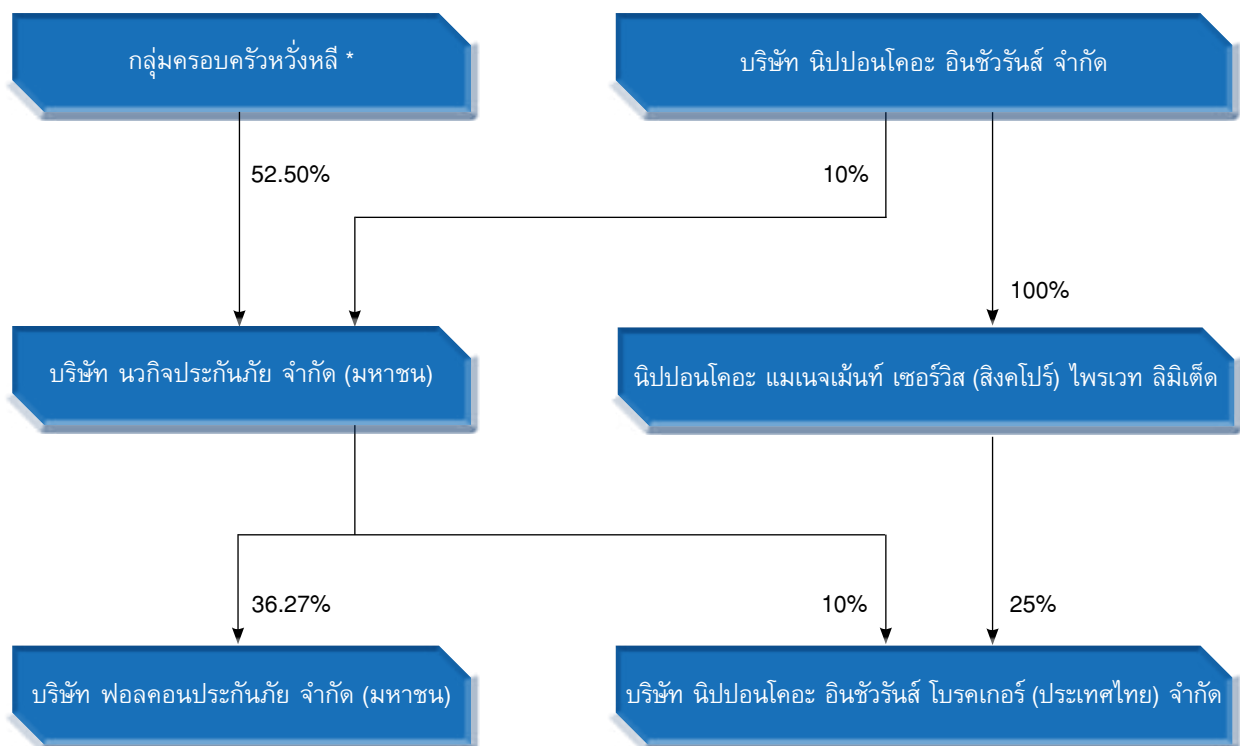 กลุ่มครอบครัวหวั่งหลี *
บริษัท นิปปอนโคอะ อินชัวรันส์ จำกัด
52.50%
10%
100%
บริษัท นวกิจประกันภัย จำกัด (มหาชน)
นิปปอนโคอะ แมเนจเม้นท์ เซอร์วิส (สิงคโปร์) ไพรเวท ลิมิเต็ด
36.27%
10%
25%
บริษัท ฟอลคอนประกันภัย จำกัด (มหาชน)
บริษัท นิปปอนโคอะ อินชัวรันส์ โบรคเกอร์ (ประเทศไทย) จำกัด